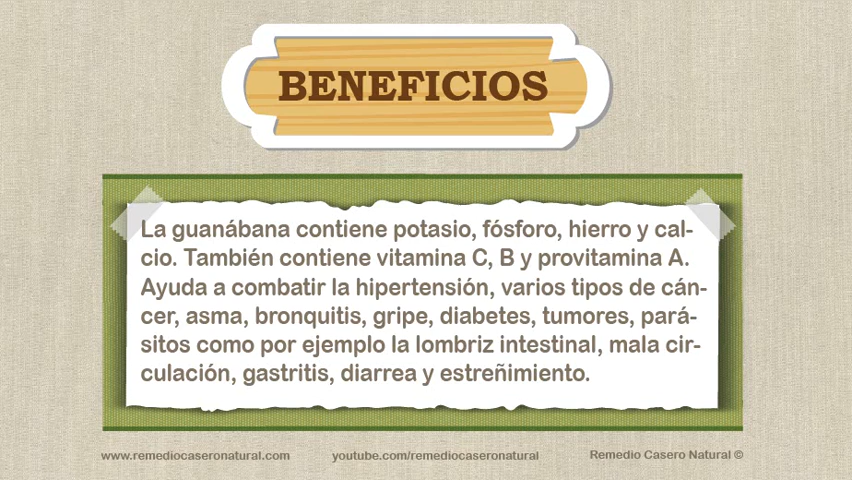 BENEFICIOS
La guanábana contiene potasio, fósforo, hierro y cal-
cio. También contiene vitamina C, B y provitamina A.
Ayuda a combatir la hipertensión, varios tipos de cán-
cer, asma, bronquitis, gripe, diabetes, tumores, pará-
sitos como por ejemplo la lombriz intestinal, mala cir-
culación, gastritis, diarrea y estreñimiento.
www.remediocaseronatural.com youtube.com/remediocaseronatural Remedio Casero Natural ©